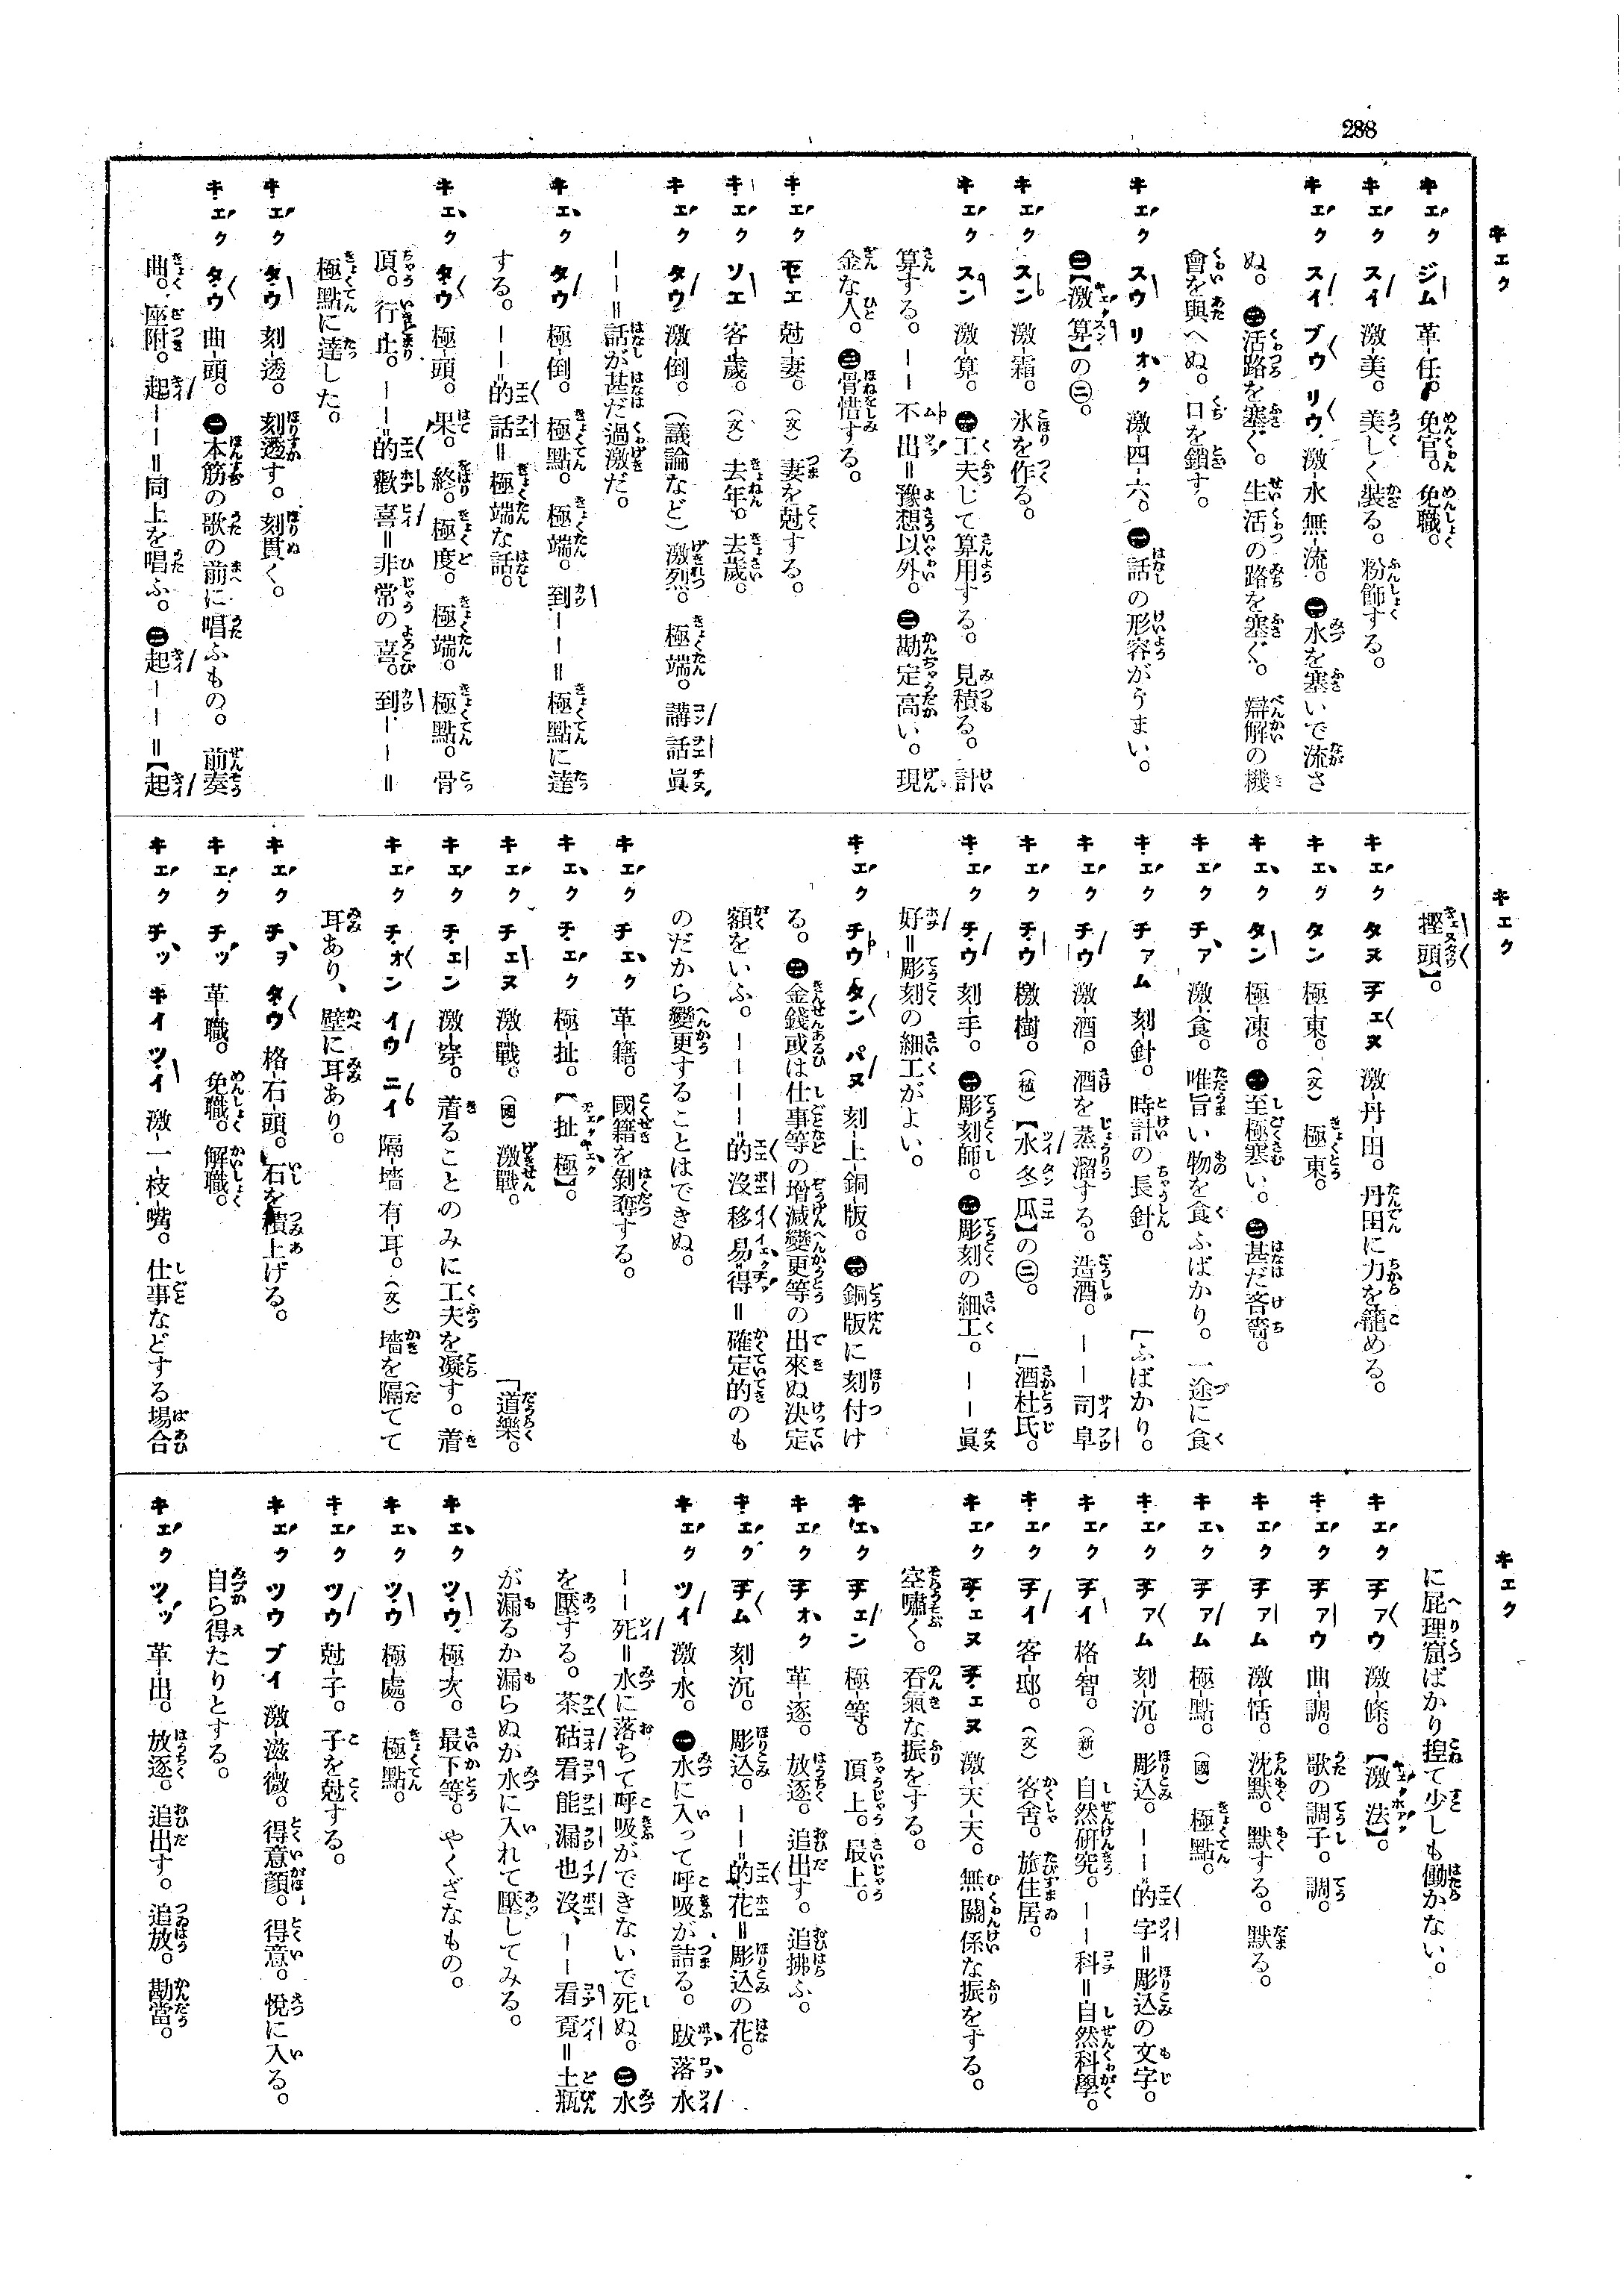 288
キエク
キエク ジム 革-任。免官。免職。
キエク スイ 激-美。美しく裝る。粉飾する。
キエク スイ ブウ リウ 激-水-無-流。㊀水を塞いで流さ
ぬ。㊁活路を塞ぐ。生活の路を塞ぐ。辯解の機
會を與へぬ。口を鎖す。
キエク スウ リオク 激-四-六。㊀話の形容がうまい。
㊁【激算】の㊁。
キエク スン 激-霜。氷を作る。
キエク スン 激-算。㊀工夫して算用する。見積る。計
算する。——不出=豫想以外。㊁勘定高い。現
金な人。㊂骨惜する。
キエク セエ 尅-妻。(文)妻を尅する。
キエク ソエ 客-歲。(文)去年。去歲。
キエク タウ 激-倒。(議論など)激烈。極端。講話眞
——=話が甚だ過激だ。
キエク タウ 極-倒。極點。極端。到——=極點に達
する。——的話=極端な話。
キエク タウ 極-頭。果。終。極度。極端。極點。骨
頂。行止。——的歡喜=非常の喜。到——=
極點に達した。
キエク タウ 刻-透。刻透す。刻貫く。
キエク タウ 曲-頭。㊀本筋の歌の前に唱ふもの。前奏
曲。座附。起——=同上を唱ふ。㊁起——=【起
キエク
摼頭】。
キエク タヌ チエヌ 激-丹-田。丹田に力を籠める。
キエク タン 極-東。(文)極東。
キエク タン 極-凍。㊀至極寒い。㊁甚だ吝嗇。
キエク チア 激-食。唯旨い物を食ふばかり。一途に食
キエク チアム 刻-針。時計の長針。 「ふばかり。
キエク チウ 激-酒。酒を蒸溜する。造酒。——司阜
キエク チウ 檄-樹。(植)【水冬瓜】の㊁。 「酒杜氏。
キエク チウ 刻-手。㊀彫刻師。㊁彫刻の細工。——眞
好=彫刻の細工がよい。
キエク チウ タン パヌ 刻-上-銅-版。㊀銅版に刻付け
る。㊁金錢或は仕事等の增減變更等の出來ぬ決定
額をいふ。————的沒移易得=確定的のも
のだから變更することはできぬ。
キエク チエク 革-籍。國籍を剝奪する。
キエク チエク 極-扯。【扯極】。
キエク チエヌ 激-戰。(國)激戰。 「道樂。
キエク チエン 激-穿。着ることのみに工夫を凝す。着
キエク チオン イウ ニイ 隔-墻-有-耳。(文)墻を隔てて
耳あり、壁に耳あり。
キエク チヲ タウ 格-石-頭。石を積上げる。
キエク チツ 革-職。免職。解職。
キエク チツ キイ ツイ 激-一-枝-嘴。仕事などする場合
キエク
に屁理窟ばかり揑て少しも働かない。
キエク チアウ 激-條。【激法】。
キエク チアウ 曲-調。歌の調子。調。
キエク チアム 激-恬。沈默。默する。默る。
キエク チアム 極-點。(國)極點。
キエク チアム 刻-沉。彫込。——的字=彫込の文字。
キエク チイ 格-智。(新)自然研究。——科=自然科學。
キエク チイ 客-邸。(文)客舍。旅住居。
キエク チエヌ チエヌ 激-天-天。無關係な振をする。
空嘯く。呑氣な振をする。
キエク チエン 極-等。頂上。最上。
キエク チオク 革-逐。放逐。追出す。追拂ふ。
キエク チム 刻-沉。彫込。——的花=彫込の花。
キエク ツイ 激-水。㊀水に入って呼吸が詰る。跋落水
——死=水に落ちて呼吸ができないで死ぬ。㊁水
を壓する。茶砧看能漏也沒、——看覓=土瓶
が漏るか漏らぬか水に入れて壓してみる。
キエク ツウ 極-次。最下等。やくざなもの。
キエク ツウ 極-處。極點。
キエク ツウ 尅-子。子を尅する。
キエク ツウ ブイ 激-滋-微。得意顏。得意。悅に入る。
自ら得たりとする。
キエク ツツ 革-出。放逐。追出す。追放。勘當。